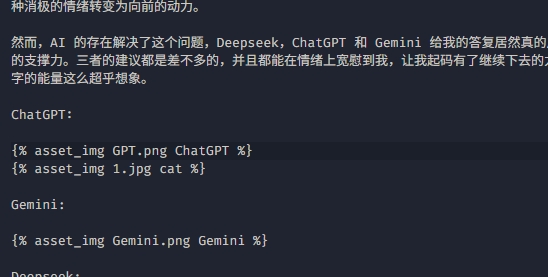 种消极的情绪转变为向前的动力。
然而，AI 的存在解决了这个问题，Deepseek，ChatGPT 和 Gemini 给我的答复居然真的
的支撑力。三者的建议都是差不多的，并且都能在情绪上宽慰到我，让我起码有了继续下去的
字的能量这么超乎想象。
ChatGPT:
{% asset_img GPT.png ChatGPT %}
{% asset_img 1.jpg cat %}
Gemini:
{% asset_img Gemini.png Gemini %}
Deepseek: